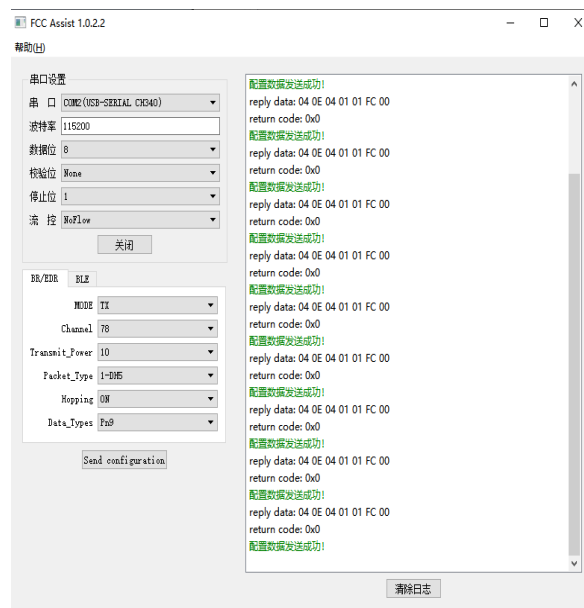 FCC Assist 1.0.2.2
帮助(H)
串口设置
串 口 COM2(USB-SERIAL CH340)
波特率 115200
数据位 8
校验位 None
停止位 1
流 控 NoFlow
关闭
BR/EDR BLE
MODE TX
Channel 78
Transmit_Power 10
Packet_Type 1-DH5
Hopping ON
Data_Types Pn9
Send configuration
配置数据发送成功!
reply data: 04 0E 04 01 01 FC 00
return code: 0x0
配置数据发送成功!
reply data: 04 0E 04 01 01 FC 00
return code: 0x0
配置数据发送成功!
reply data: 04 0E 04 01 01 FC 00
return code: 0x0
配置数据发送成功!
reply data: 04 0E 04 01 01 FC 00
return code: 0x0
配置数据发送成功!
reply data: 04 0E 04 01 01 FC 00
return code: 0x0
配置数据发送成功!
reply data: 04 0E 04 01 01 FC 00
return code: 0x0
配置数据发送成功!
reply data: 04 0E 04 01 01 FC 00
return code: 0x0
配置数据发送成功!
reply data: 04 0E 04 01 01 FC 00
return code: 0x0
配置数据发送成功!
reply data: 04 0E 04 01 01 FC 00
return code: 0x0
配置数据发送成功!
清除日志